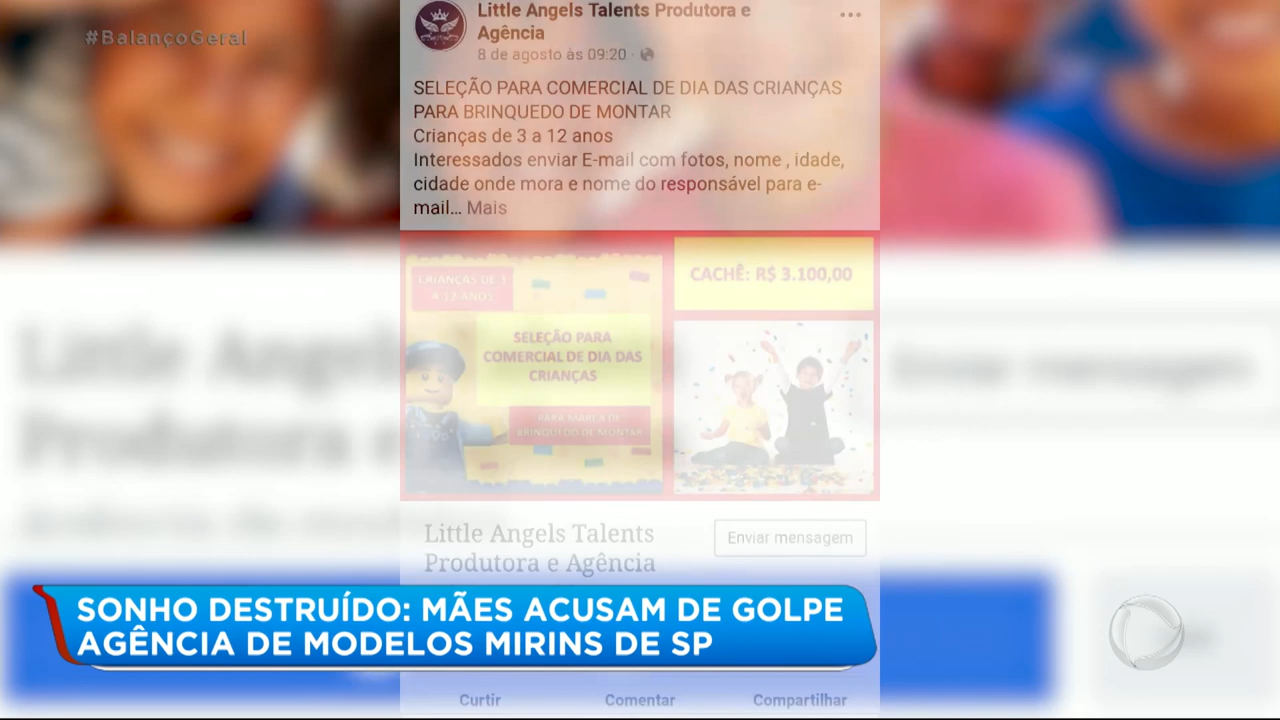 #BalançoGeral
Little Angels Talents Produtora e
Agência
8 de agosto às 09:20 ·
SELEÇÃO PARA COMERCIAL DE DIA DAS CRIANÇAS
PARA BRINQUEDO DE MONTAR
Crianças de 3 a 12 anos
Interessados enviar E-mail com fotos, nome , idade,
cidade onde mora e nome do responsável para e-
mail... Mais
CRIANÇAS DE 3
A 12 ANOS
SELEÇÃO PARA
COMERCIAL DE DIA DAS
CRIANÇAS
PARA MARCA DE
BRINQUEDO DE MONTAR
CACHÊ: R$ 3.100,00
Little Angels Talents
Produtora e Agência
Enviar mensagem
SONHO DESTRUÍDO: MÃES ACUSAM DE GOLPE
AGÊNCIA DE MODELOS MIRINS DE SP
Curtir
Comentar
Compartilhar